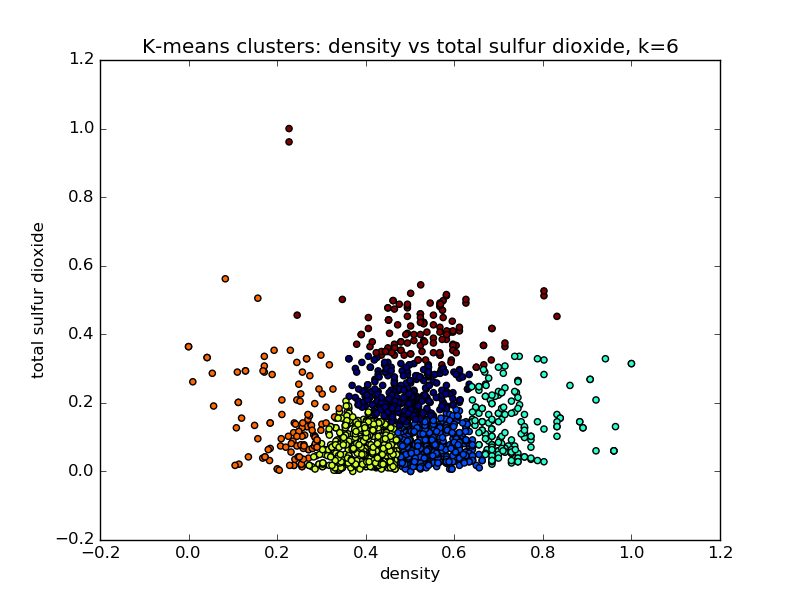 K-means clusters: density vs total sulfur dioxide, k=6
1.2
1.0
0.8
0.6
0.4
0.2
0.0
−0.2
total sulfur dioxide
−0.2 0.0 0.2 0.4 0.6 0.8 1.0 1.2
density